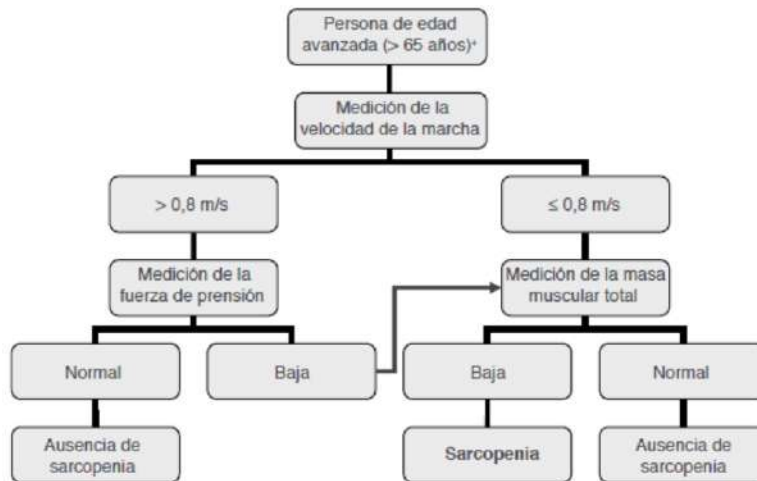 Persona de edad
avanzada (> 65 años)⁺
Medición de la
velocidad de la marcha
> 0,8 m/s
≤ 0,8 m/s
Medición de la
fuerza de prensión
Medición de la masa
muscular total
Normal
Baja
Baja
Normal
Ausencia de
sarcopenia
Sarcopenia
Ausencia de
sarcopenia